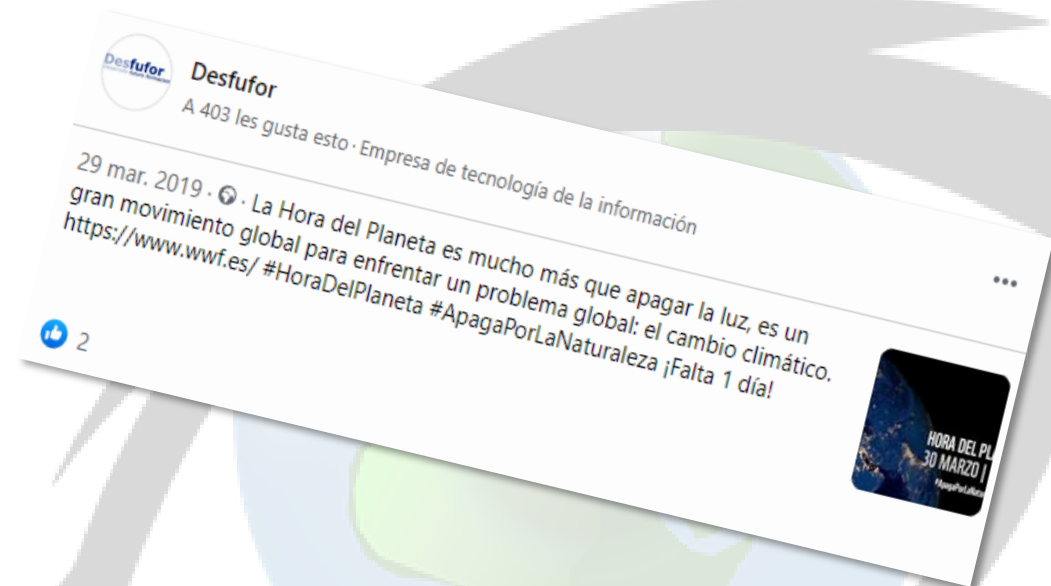 Desfufor
Desfufor
A 403 les gusta esto · Empresa de tecnología de la información
29 mar. 2019 · · La Hora del Planeta es mucho más que apagar la luz, es un
gran movimiento global para enfrentar un problema global: el cambio climático.
https://www.wwf.es/ #HoraDelPlaneta #ApagaPorLaNaturaleza ¡Falta 1 día!
2
HORA DEL PL
30 MARZO |